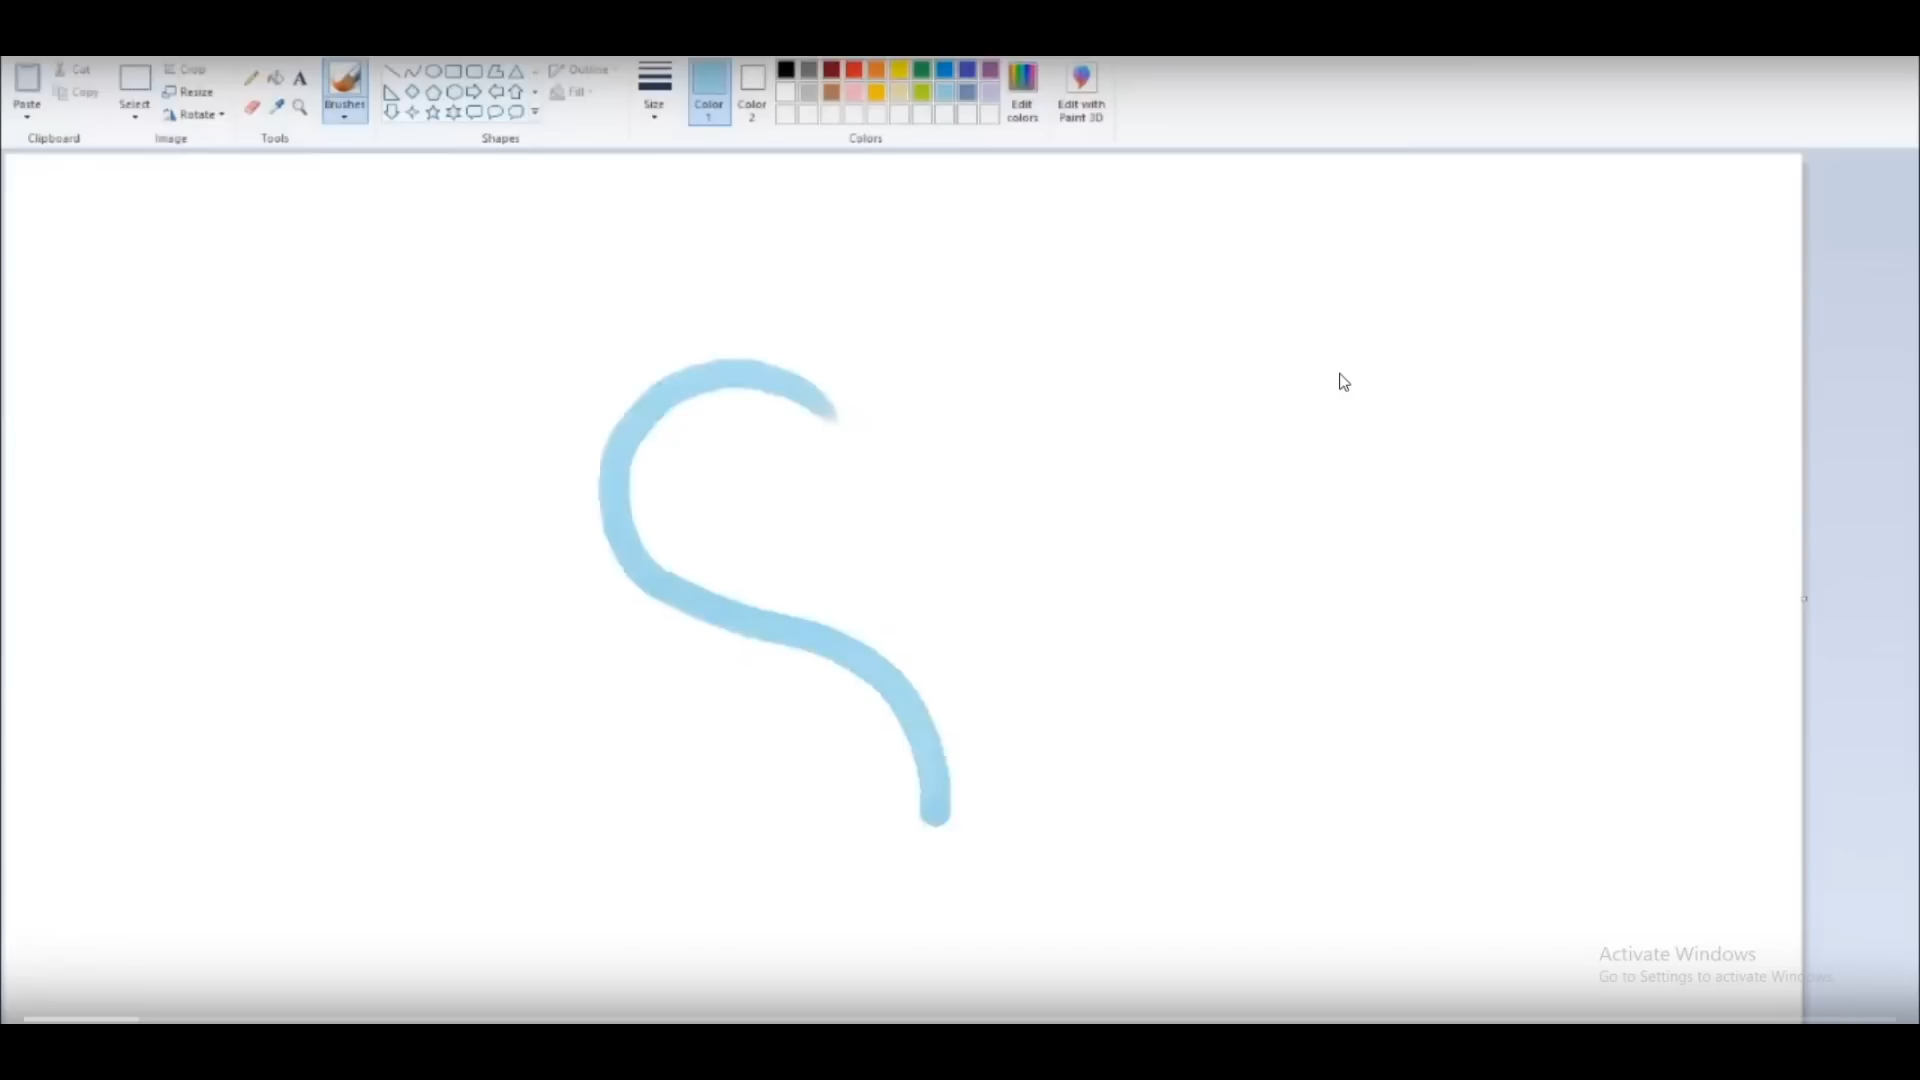 Cut
Crop
Outline
Copy
Resize
Fill
Paste
Select
Rotate
A
Brushes
Size
Color
1
Color
2
Edit
colors
Edit with
Paint 3D
Clipboard
Image
Tools
Shapes
Colors
Activate Windows
Go to Settings to activate Windows.